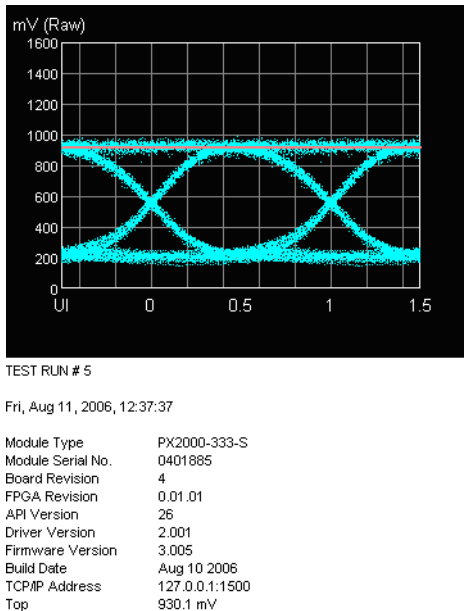 mV (Raw)
1600
1400
1200
1000
800
600
400
200
0
UI 0 0.5 1 1.5
TEST RUN # 5
Fri, Aug 11, 2006, 12:37:37
Module Type PX2000-333-S
Module Serial No. 0401885
Board Revision 4
FPGA Revision 0.01.01
API Version 26
Driver Version 2.001
Firmware Version 3.005
Build Date Aug 10 2006
TCP/IP Address 127.0.0.1:1500
Top 930.1 mV